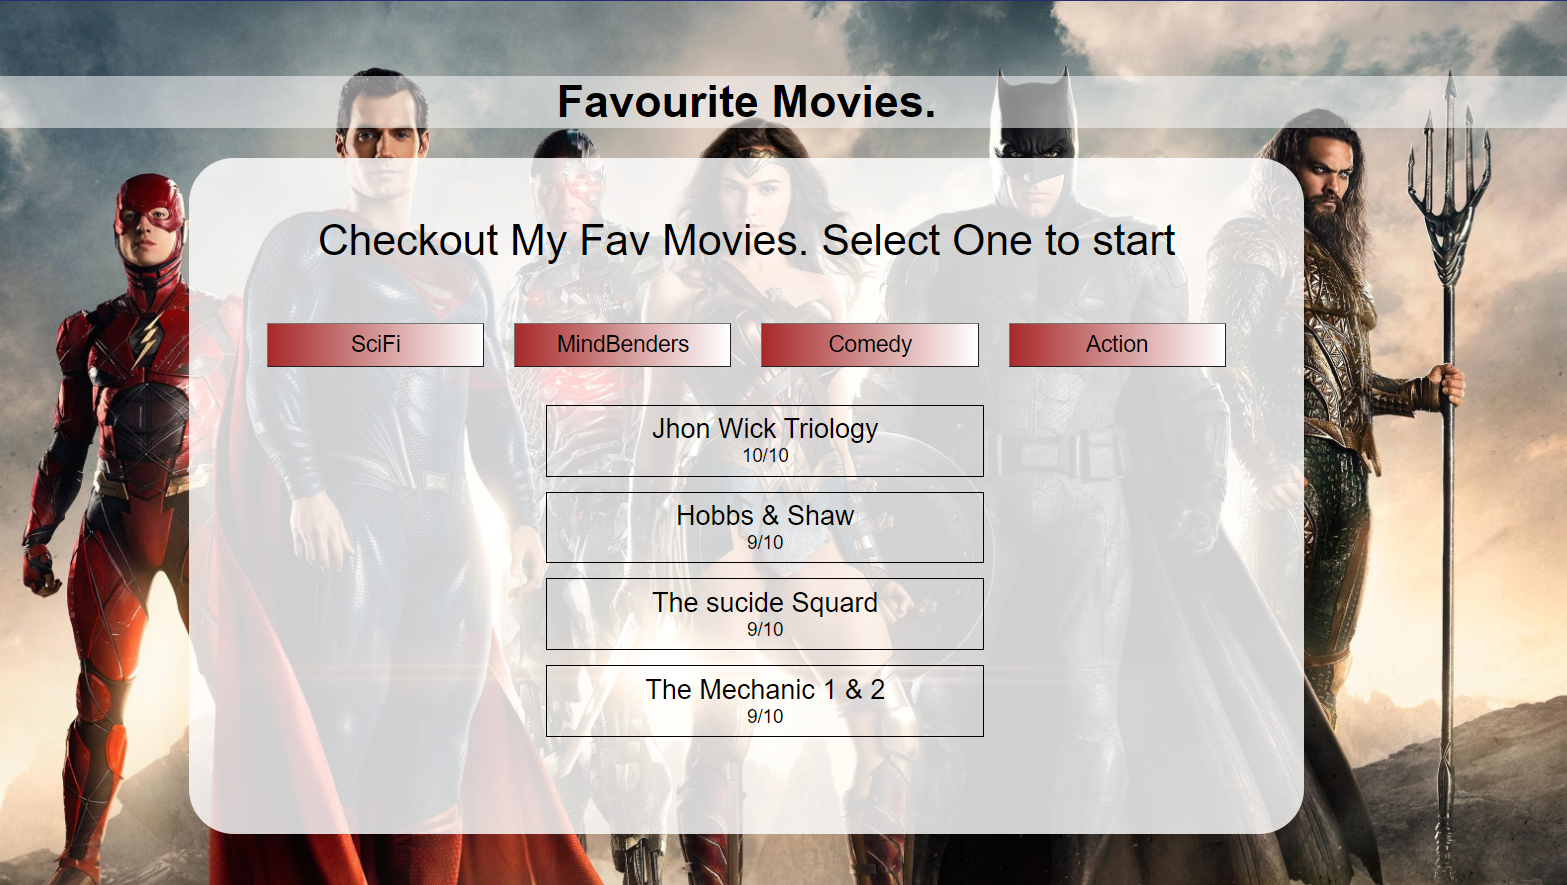 Favourite Movies.
Checkout My Fav Movies. Select One to start
SciFi
MindBenders
Comedy
Action
Jhon Wick Triology
10/10
Hobbs & Shaw
9/10
The sucide Squard
9/10
The Mechanic 1 & 2
9/10